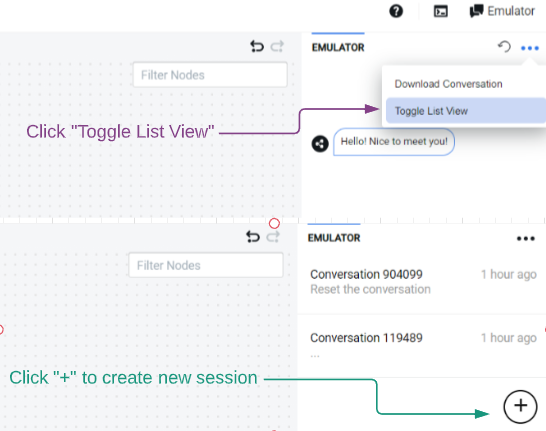 Emulator
EMULATOR
Filter Nodes
Download Conversation
Toggle List View
Click "Toggle List View"
Hello! Nice to meet you!
EMULATOR
Filter Nodes
Conversation 904099 1 hour ago
Reset the conversation
Conversation 119489 1 hour ago
...
Click "+" to create new session